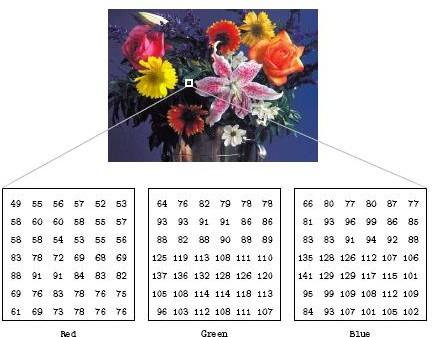 49 55 56 57 52 53
58 60 60 58 55 57
58 58 54 53 55 56
83 78 72 69 68 69
88 91 91 84 83 82
69 76 83 78 76 75
61 69 73 78 76 76
Red
64 76 82 79 78 78
93 93 91 91 86 86
88 82 88 90 88 89
125 119 113 108 111 110
137 136 132 128 126 120
105 108 114 114 118 113
96 103 112 108 111 107
Green
66 80 77 80 87 77
81 93 96 99 86 85
83 83 91 94 92 88
135 128 126 112 107 106
141 129 129 117 115 101
95 99 109 108 112 109
84 93 107 101 105 102
Blue